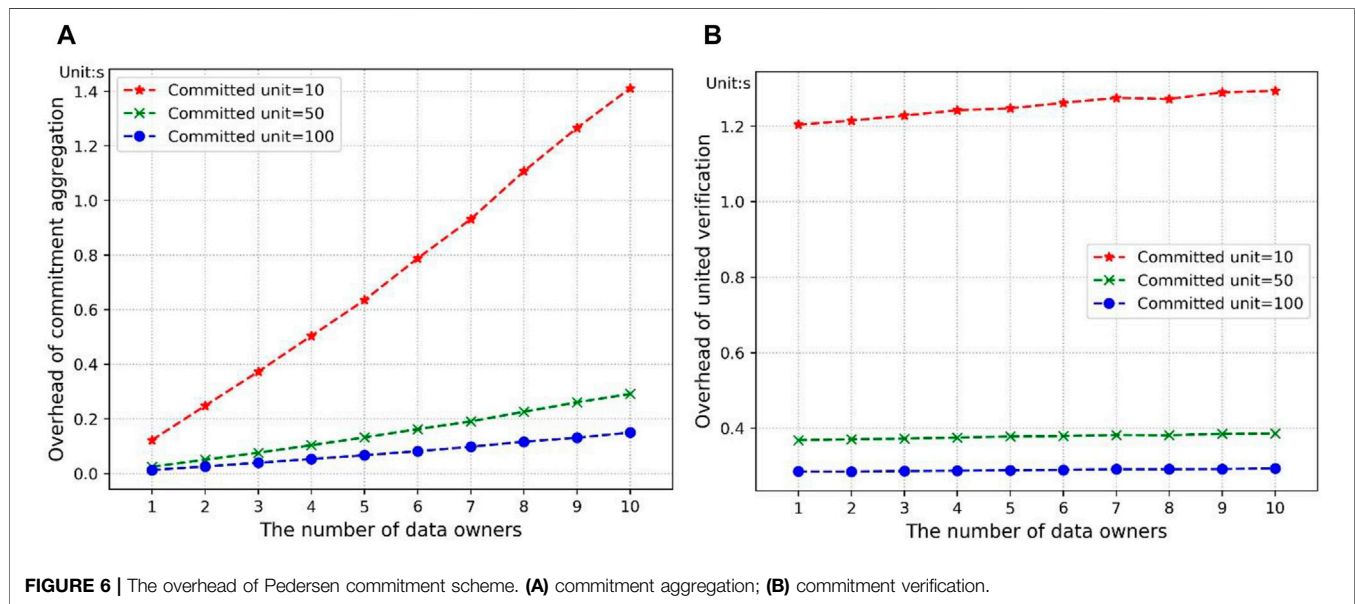 A
Unit:s
1.4
1.2
1.0
0.8
0.6
0.4
0.2
0.0
Overhead of commitment aggregation
Committed unit=10
Committed unit=50
Committed unit=100
1 2 3 4 5 6 7 8 9 10
The number of data owners
B
Unit:s
1.2
1.0
0.8
0.6
0.4
Overhead of united verification
Committed unit=10
Committed unit=50
Committed unit=100
1 2 3 4 5 6 7 8 9 10
The number of data owners
FIGURE 6 | The overhead of Pedersen commitment scheme. (A) commitment aggregation; (B) commitment verification.